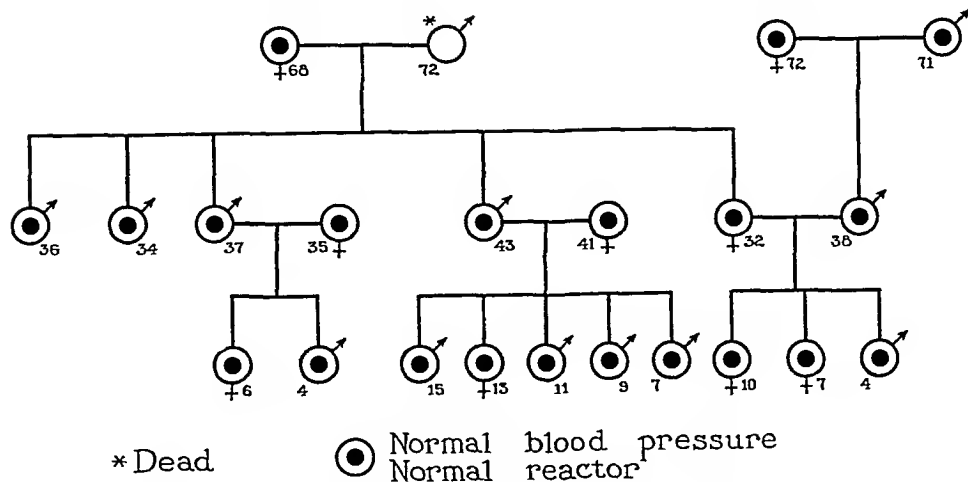 *
♀68 72 ♀72 71
36 34 37 35♀ 43 41♀ ♀32 38
♀6 4 15 ♀13 11 9 7 ♀10 ♀7 4
*Dead
Normal blood pressure
Normal reactor